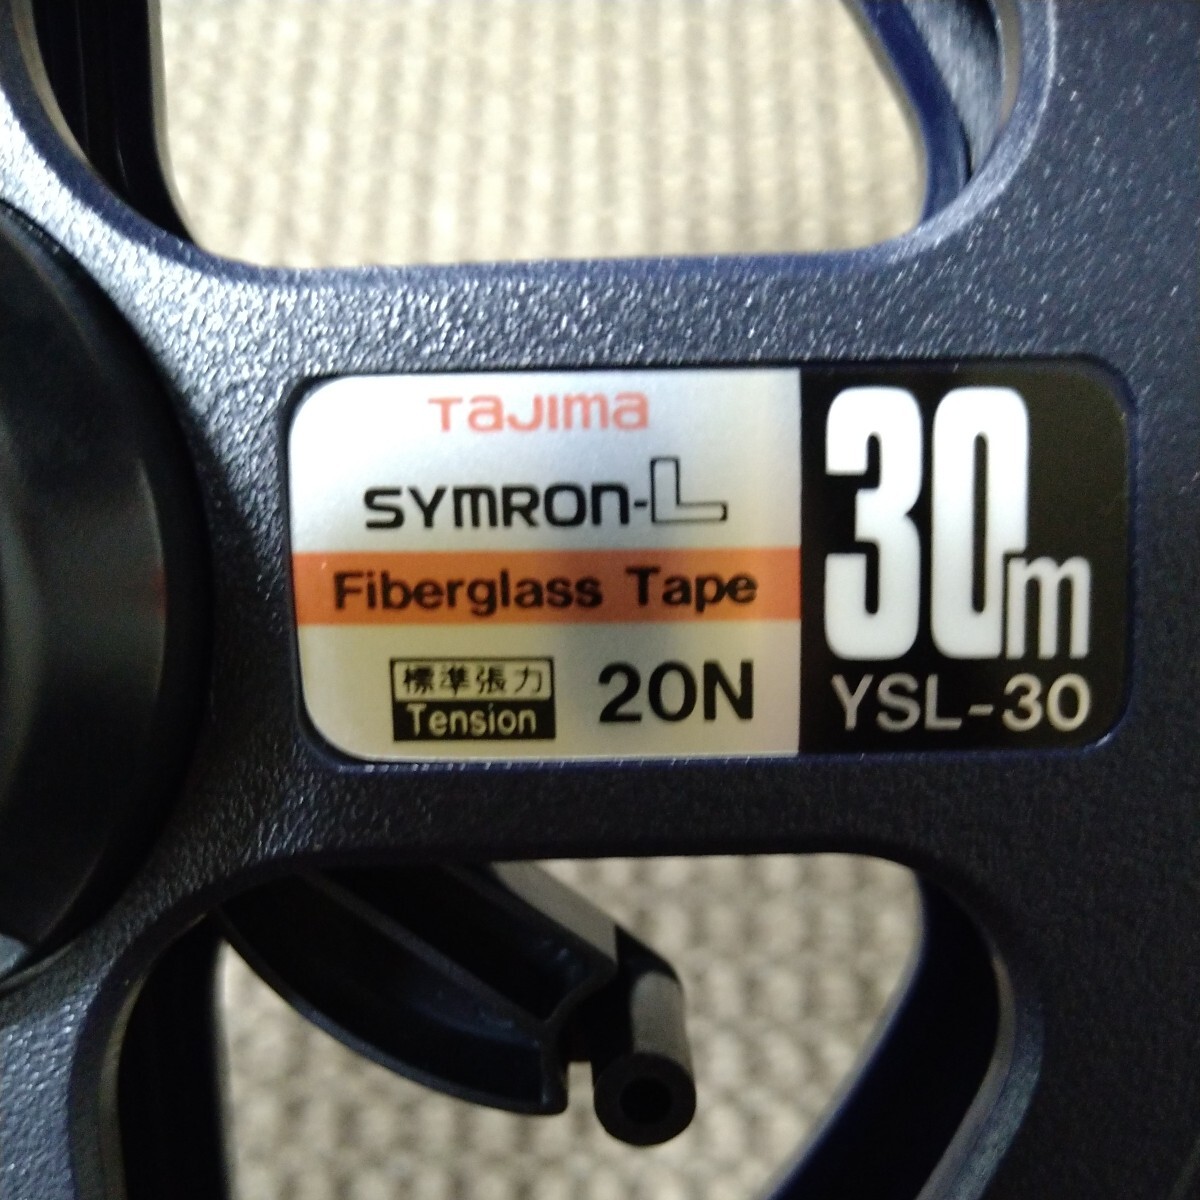 TaJima
SYMRON-L
Fiberglass Tape
標準張力
Tension
20N
30m
YSL-30